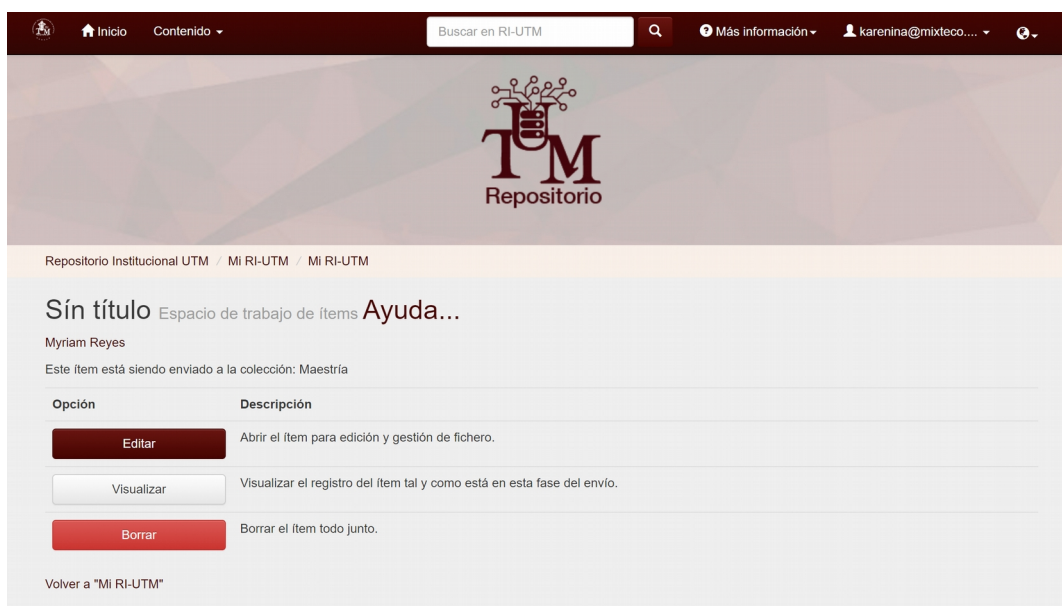 Inicio Contenido Buscar en RI-UTM Más información karenina@mixteco....
UTM
Repositorio
Repositorio Institucional UTM / Mi RI-UTM / Mi RI-UTM
Sín título Espacio de trabajo de ítems Ayuda...
Myriam Reyes
Este ítem está siendo enviado a la colección: Maestría
Opción Descripción
Editar Abrir el ítem para edición y gestión de fichero.
Visualizar Visualizar el registro del ítem tal y como está en esta fase del envío.
Borrar Borrar el ítem todo junto.
Volver a "Mi RI-UTM"